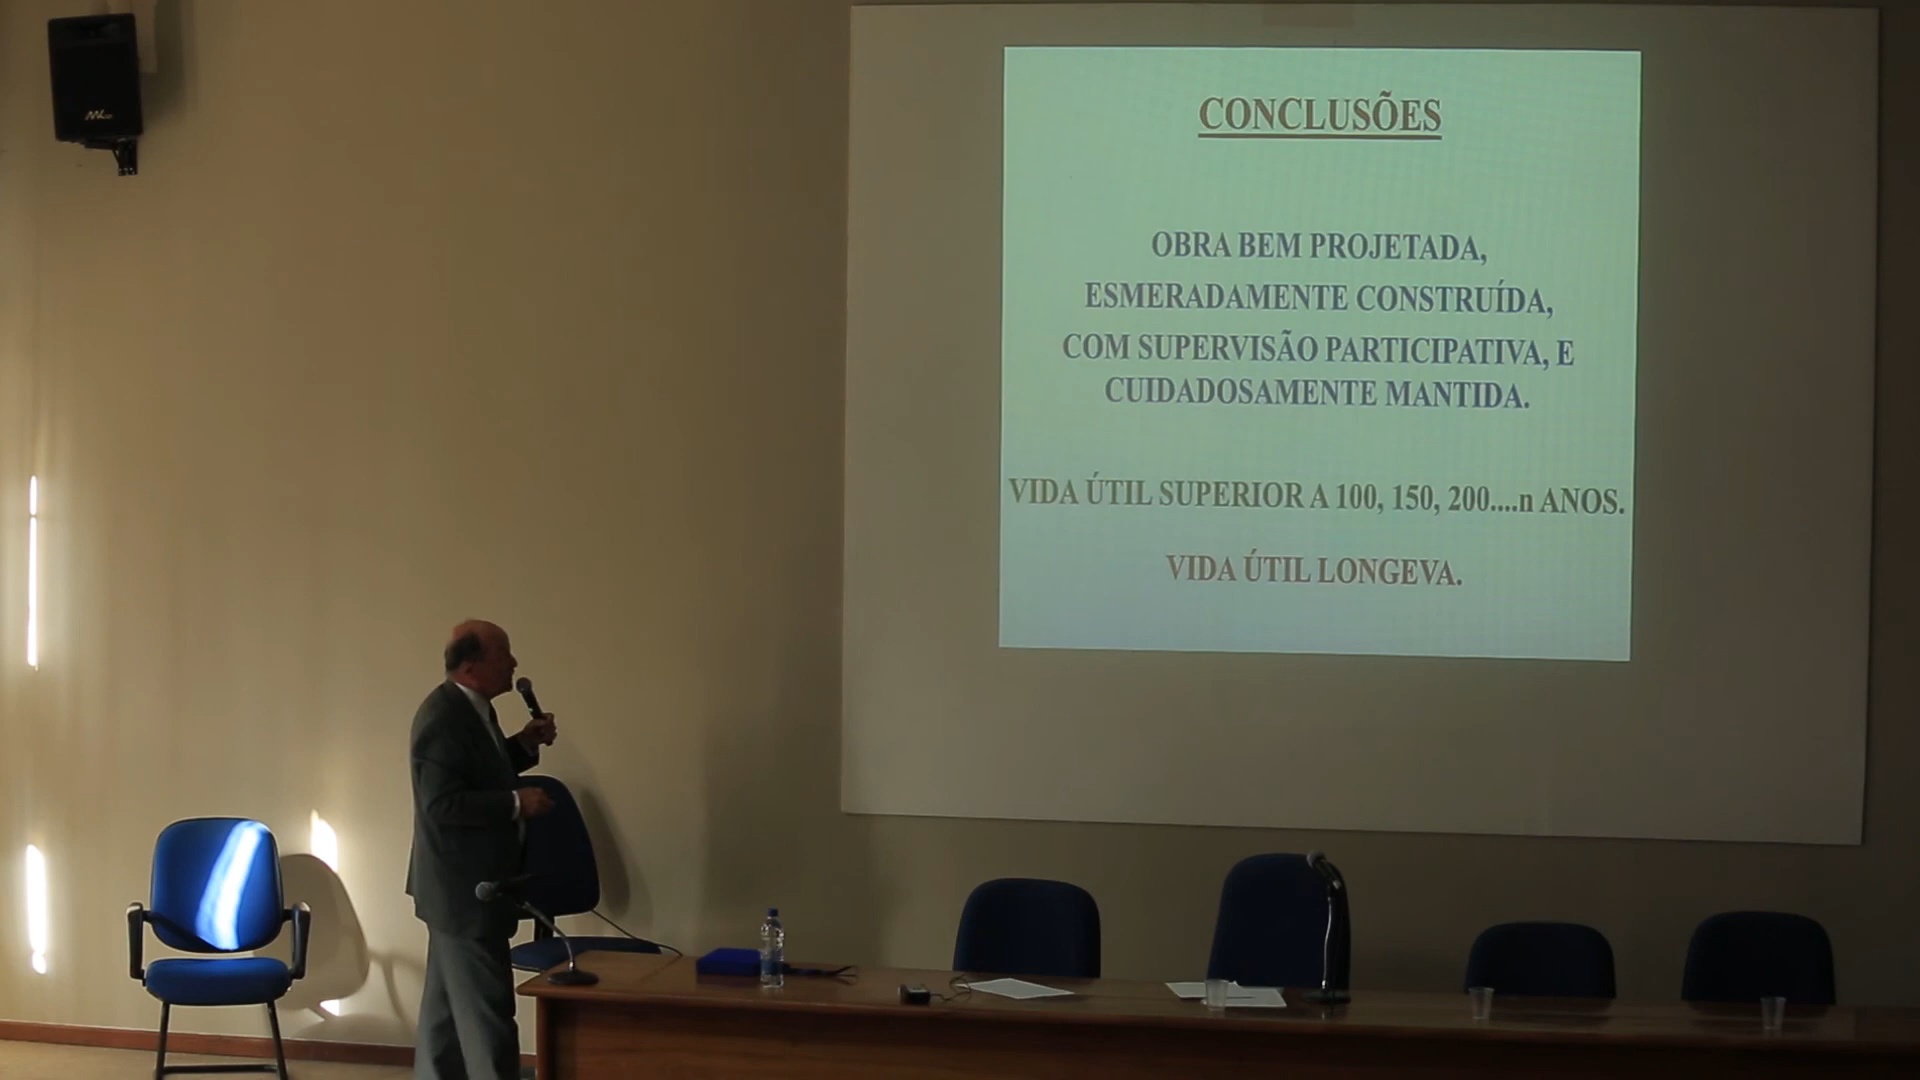 CONCLUSÕES
OBRA BEM PROJETADA,
ESMERADAMENTE CONSTRUÍDA,
COM SUPERVISÃO PARTICIPATIVA, E
CUIDADOSAMENTE MANTIDA.
VIDA ÚTIL SUPERIOR A 100, 150, 200....n ANOS.
VIDA ÚTIL LONGEVA.